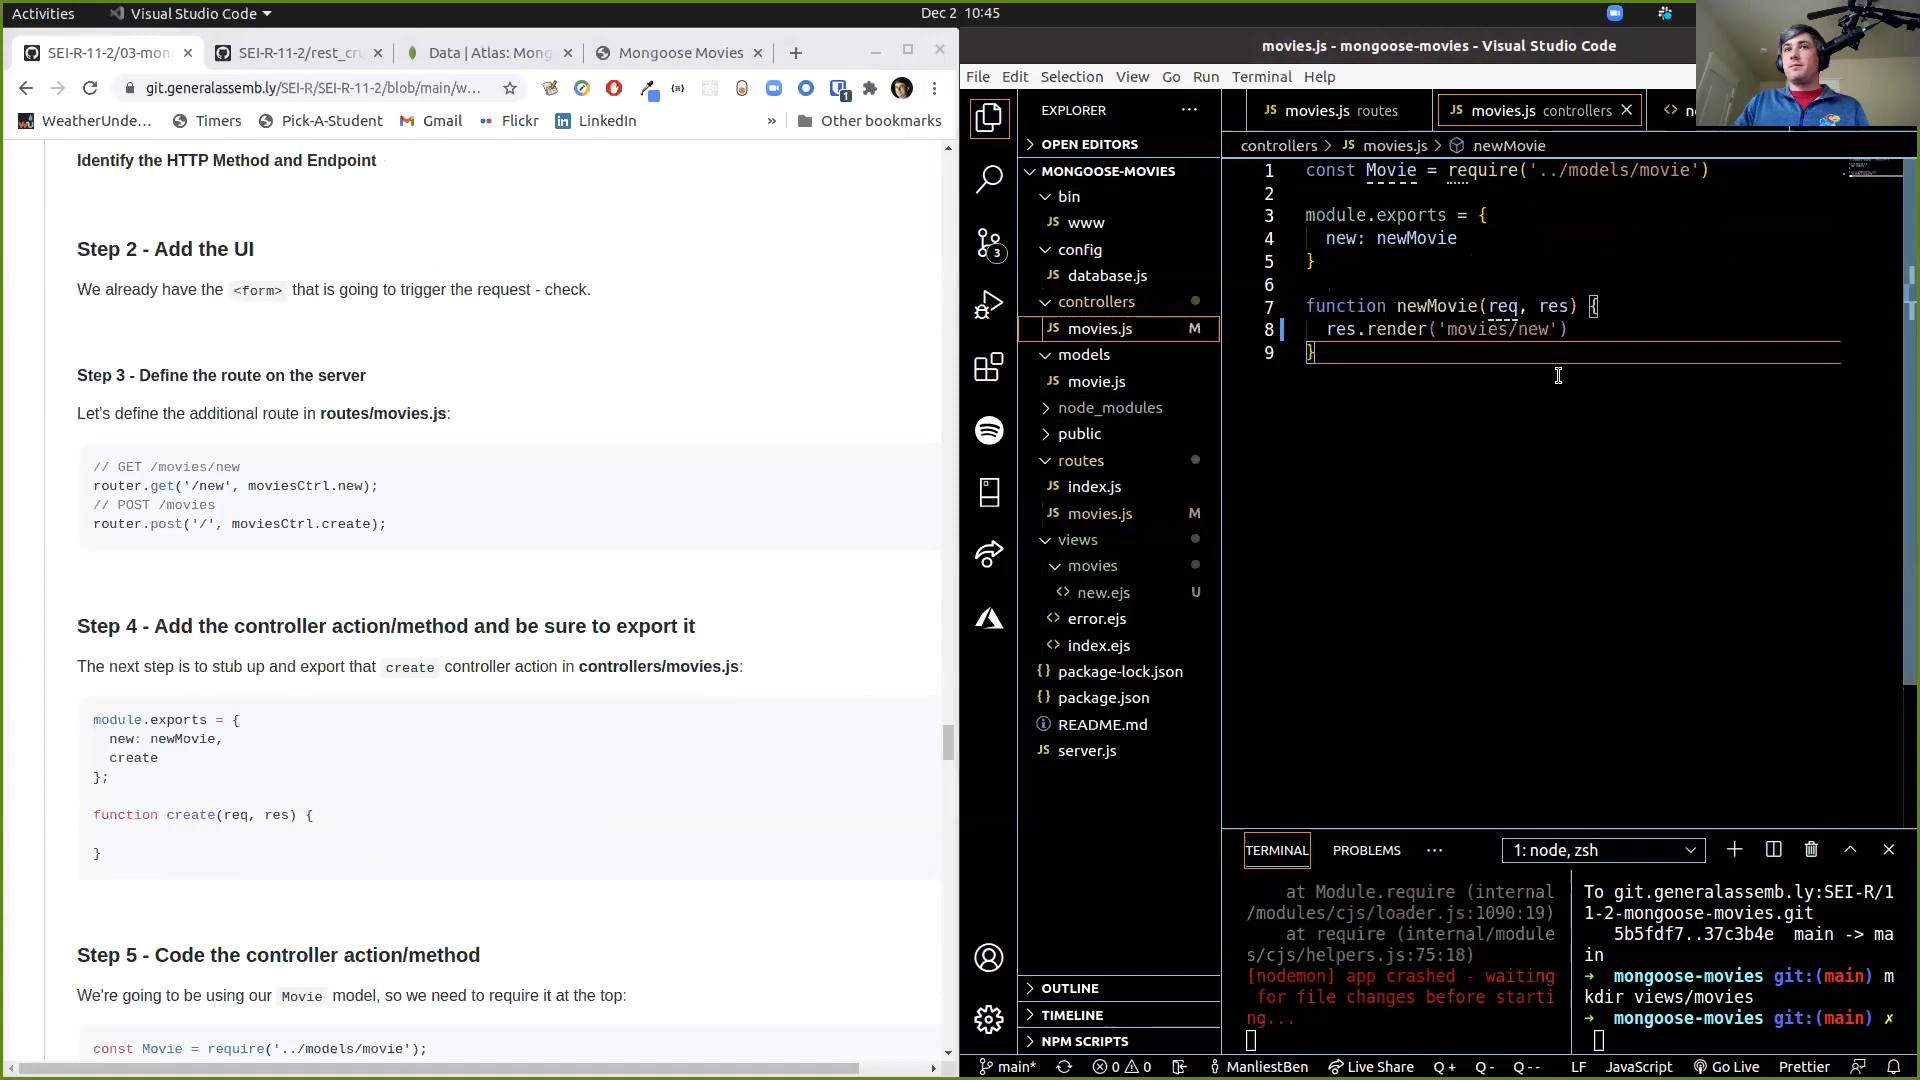 Activities
Visual Studio Code
Dec 2 10:45
SEI-R-11-2/03-mon
SEI-R-11-2/rest_cru
Data | Atlas: Mong
Mongoose Movies
git.generalassemb.ly/SEI-R/SEI-R-11-2/blob/main/w...
WeatherUnde...
Timers
Pick-A-Student
Gmail
Flickr
LinkedIn
»
Other bookmarks
Identify the HTTP Method and Endpoint
Step 2 - Add the UI
We already have the <form> that is going to trigger the request - check.
Step 3 - Define the route on the server
Let's define the additional route in routes/movies.js:
// GET /movies/new
router.get('/new', moviesCtrl.new);
// POST /movies
router.post('/', moviesCtrl.create);
Step 4 - Add the controller action/method and be sure to export it
The next step is to stub up and export that create controller action in controllers/movies.js:
module.exports = {
new: newMovie,
create
};
function create(req, res) {
}
Step 5 - Code the controller action/method
We're going to be using our Movie model, so we need to require it at the top:
const Movie = require('../models/movie');
movies.js - mongoose-movies - Visual Studio Code
File Edit Selection View Go Run Terminal Help
EXPLORER
OPEN EDITORS
MONGOOSE-MOVIES
bin
JS www
config
JS database.js
controllers
JS movies.js M
models
JS movie.js
node_modules
public
routes
JS index.js
JS movies.js M
views
movies
<> new.ejs U
<> error.ejs
<> index.ejs
{} package-lock.json
{} package.json
README.md
JS server.js
OUTLINE
TIMELINE
NPM SCRIPTS
3
JS movies.js routes
JS movies.js controllers
<> n
controllers > JS movies.js > newMovie
1 const Movie = require('../models/movie')
2
3 module.exports = {
4 new: newMovie
5 }
6
7 function newMovie(req, res) {
8 res.render('movies/new')
9 }
TERMINAL PROBLEMS ...
1: node, zsh
at Module.require (internal
/modules/cjs/loader.js:1090:19)
at require (internal/module
s/cjs/helpers.js:75:18)
[nodemon] app crashed - waiting
for file changes before starti
ng...
To git.generalassemb.ly:SEI-R/1
1-2-mongoose-movies.git
5b5fdf7..37c3b4e main -> ma
in
→ mongoose-movies git:(main) m
kdir views/movies
→ mongoose-movies git:(main) ✗
main*
0 0
ManliestBen
Live Share
Q+
Q-
Q--
LF
JavaScript
Go Live
Prettier